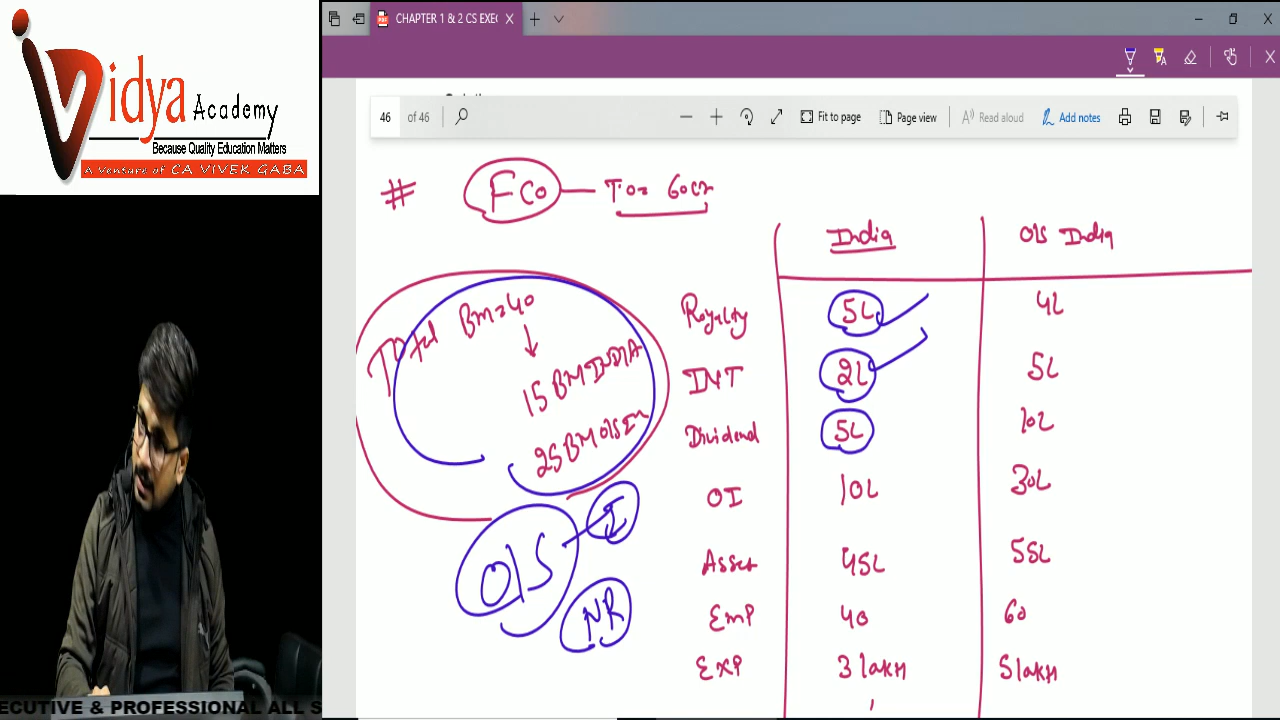 Vidya Academy
Because Quality Education Matters
A Venture of CA VIVEK GABA
CHAPTER 1 & 2 CS EXE
46 of 46 Fit to page Page view Read aloud Add notes
# FCo — T.O= 60cr
India O/S India
Total BM=40
15 BM INDIA
25 BM O/S In
O/S I
NR
Royalty 5L 4L
INT 2L 5L
Dividend 5L 10L
OI 10L 30L
Asset 45L 55L
Emp 40 60
EXP 3 lakh 5 lakh
ECUTIVE & PROFESSIONAL ALL S